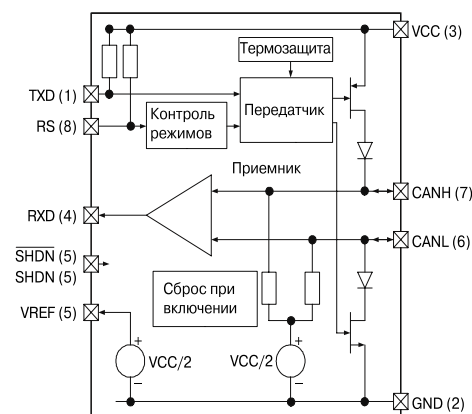 VCC (3)
Термозащита
TXD (1)
Передатчик
RS (8)
Контроль
режимов
Приемник
CANH (7)
RXD (4)
CANL (6)
SHDN (5)
SHDN (5)
Сброс при
включении
VREF (5)
+
VCC/2
−
+
VCC/2
−
GND (2)